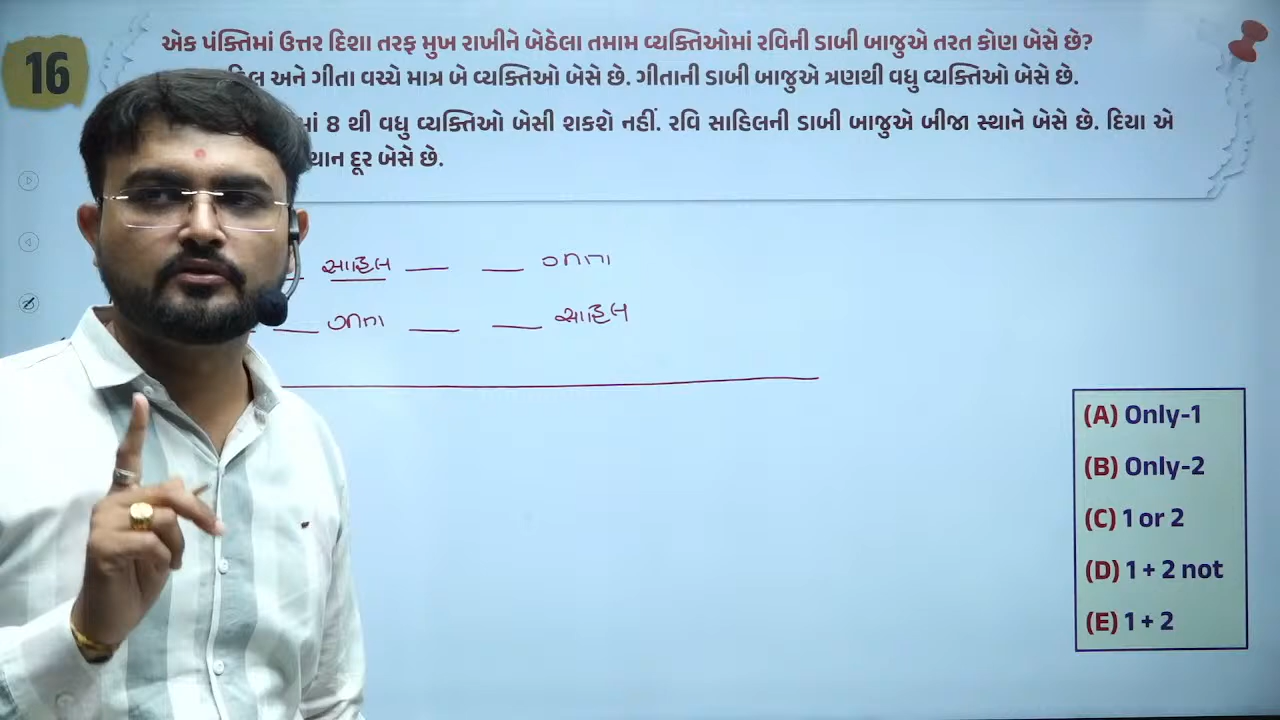 16
એક પંક્તિમાં ઉત્તર દિશા તરફ મુખ રાખીને બેઠેલા તમામ વ્યક્તિઓમાં રવિની ડાબી બાજુએ તરત કોણ બેસે છે?
અને ગીતા વચ્ચે માત્ર બે વ્યક્તિઓ બેસે છે. ગીતાની ડાબી બાજુએ ત્રણથી વધુ વ્યક્તિઓ બેસે છે.
8 થી વધુ વ્યક્તિઓ બેસી શકશે નહીં. રવિ સાહિલની ડાબી બાજુએ બીજા સ્થાને બેસે છે. દિયા એ
દૂર બેસે છે.
સાહિલ
સાહિલ
(A) Only-1
(B) Only-2
(C) 1 or 2
(D) 1 + 2 not
(E) 1 + 2